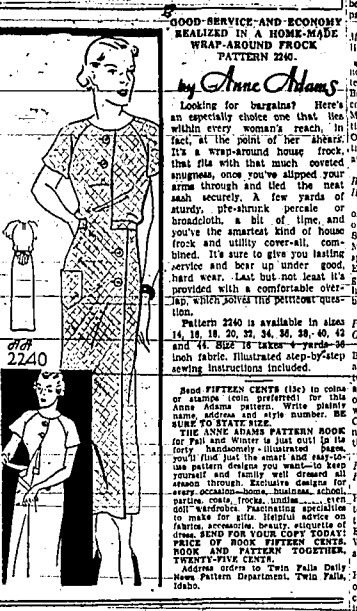 GOOD SERVICE AND ECONOMY
REALIZED IN A HOME-MADE
WRAP-AROUND FROCK
PATTERN 2240.
by Anne Adams
Looking for bargains? Here's
an especially choice one that lies
within every woman's reach, in
fact, at the point of her shears.
It's a wrap-around house frock,
that fits with that much coveted
snugness, once you've slipped your
arms through and tied the neat
sash securely. A few yards of
sturdy, pre-shrunk percale or
broadcloth, a bit of time, and
you've the smartest kind of house
frock and utility cover-all, com-
bined. It's sure to give you lasting
service and bear up under good,
hard wear. Last but not least it's
provided with a comfortable over-
lap, which solves the petticoat ques-
tion.
Pattern 2240 is available in sizes
14, 16, 18, 20, 32, 34, 36, 38, 40, 42
and 44. Size 16 takes 4 yards 36
inch fabric. Illustrated step-by-step
sewing instructions included.
Send FIFTEEN CENTS (15c) in coins
or stamps (coin preferred) for this
Anne Adams pattern. Write plainly
name, address and style number. BE
SURE TO STATE SIZE.
THE ANNE ADAMS PATTERN BOOK
for Fall and Winter is just out! In its
forty handsomely-illustrated pages,
you'll find just the smart and easy-to-
use pattern designs you want—to keep
yourself and family well dressed all
season through. Exclusive designs for
every occasion—home, business, school,
parties, coats, frocks, undies even
doll wardrobes. Fascinating specialties
to make for gifts. Helpful advice on
fabrics, accessories, beauty, etiquette of
dress. SEND FOR YOUR COPY TODAY!
PRICE OF BOOK FIFTEEN CENTS.
BOOK AND PATTERN TOGETHER,
TWENTY-FIVE CENTS.
Address orders to Twin Falls Daily
News Pattern Department, Twin Falls,
Idaho.
AA
2240